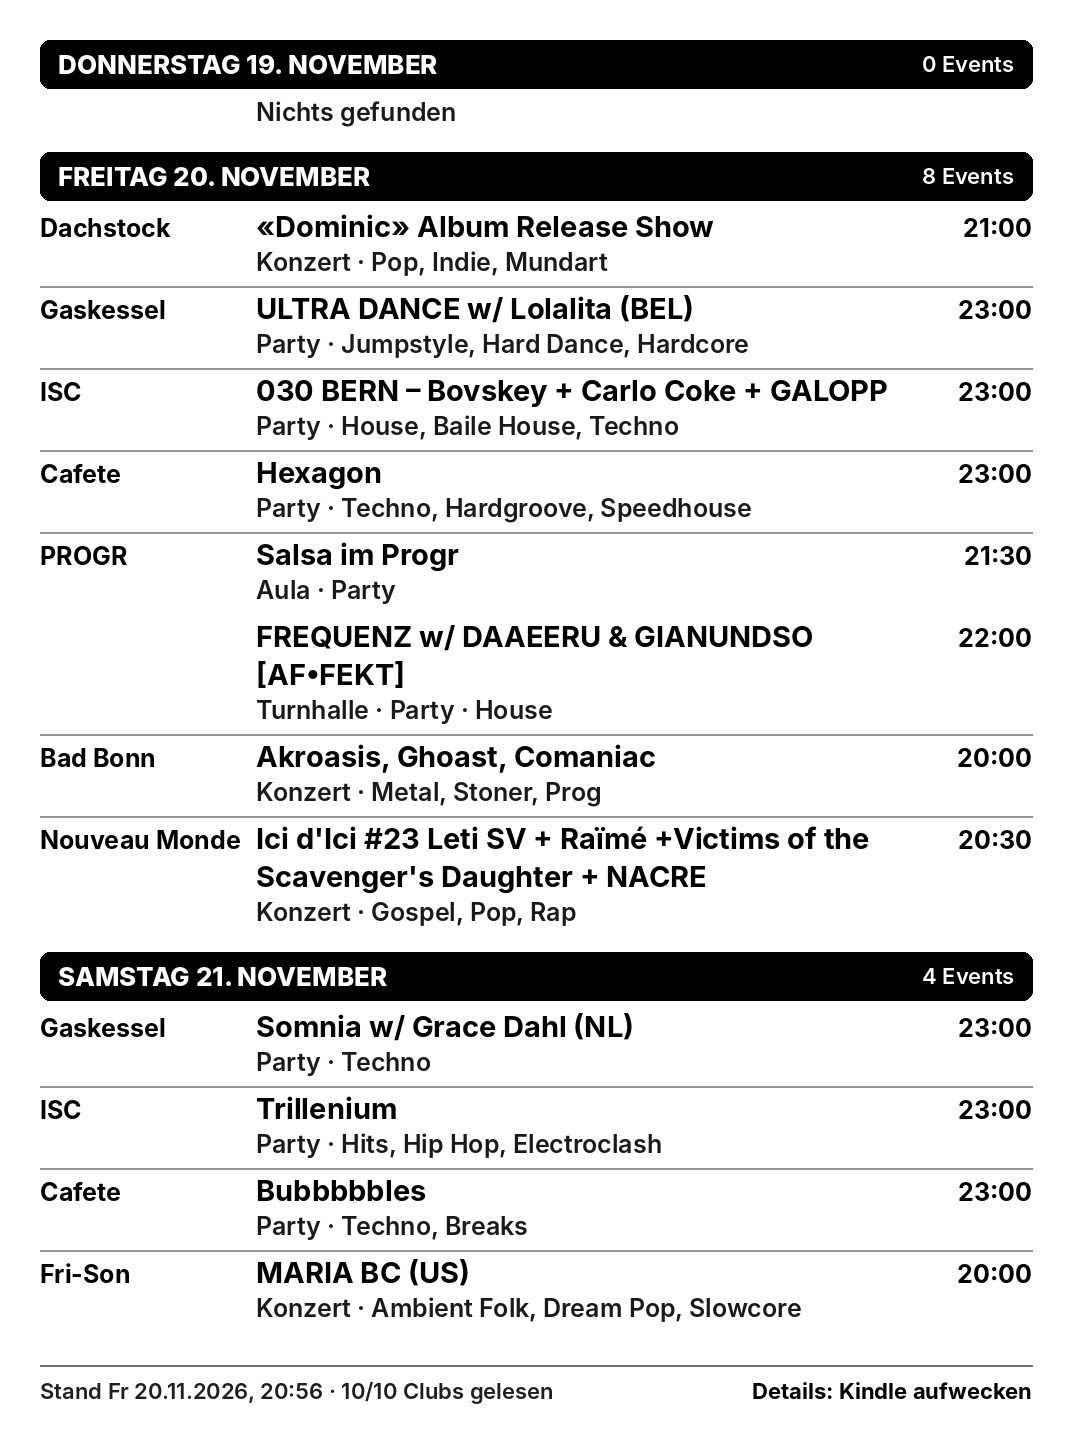 DONNERSTAG 19. NOVEMBER 0 Events
Nichts gefunden
FREITAG 20. NOVEMBER 8 Events
Dachstock «Dominic» Album Release Show 21:00
Konzert · Pop, Indie, Mundart
Gaskessel ULTRA DANCE w/ Lolalita (BEL) 23:00
Party · Jumpstyle, Hard Dance, Hardcore
ISC 030 BERN – Bovskey + Carlo Coke + GALOPP 23:00
Party · House, Baile House, Techno
Cafete Hexagon 23:00
Party · Techno, Hardgroove, Speedhouse
PROGR Salsa im Progr 21:30
Aula · Party
FREQUENZ w/ DAAEERU & GIANUNDSO 22:00
[AF•FEKT]
Turnhalle · Party · House
Bad Bonn Akroasis, Ghoast, Comaniac 20:00
Konzert · Metal, Stoner, Prog
Nouveau Monde Ici d'Ici #23 Leti SV + Raïmé +Victims of the 20:30
Scavenger's Daughter + NACRE
Konzert · Gospel, Pop, Rap
SAMSTAG 21. NOVEMBER 4 Events
Gaskessel Somnia w/ Grace Dahl (NL) 23:00
Party · Techno
ISC Trillenium 23:00
Party · Hits, Hip Hop, Electroclash
Cafete Bubbbbbles 23:00
Party · Techno, Breaks
Fri-Son MARIA BC (US) 20:00
Konzert · Ambient Folk, Dream Pop, Slowcore
Stand Fr 20.11.2026, 20:56 · 10/10 Clubs gelesen Details: Kindle aufwecken